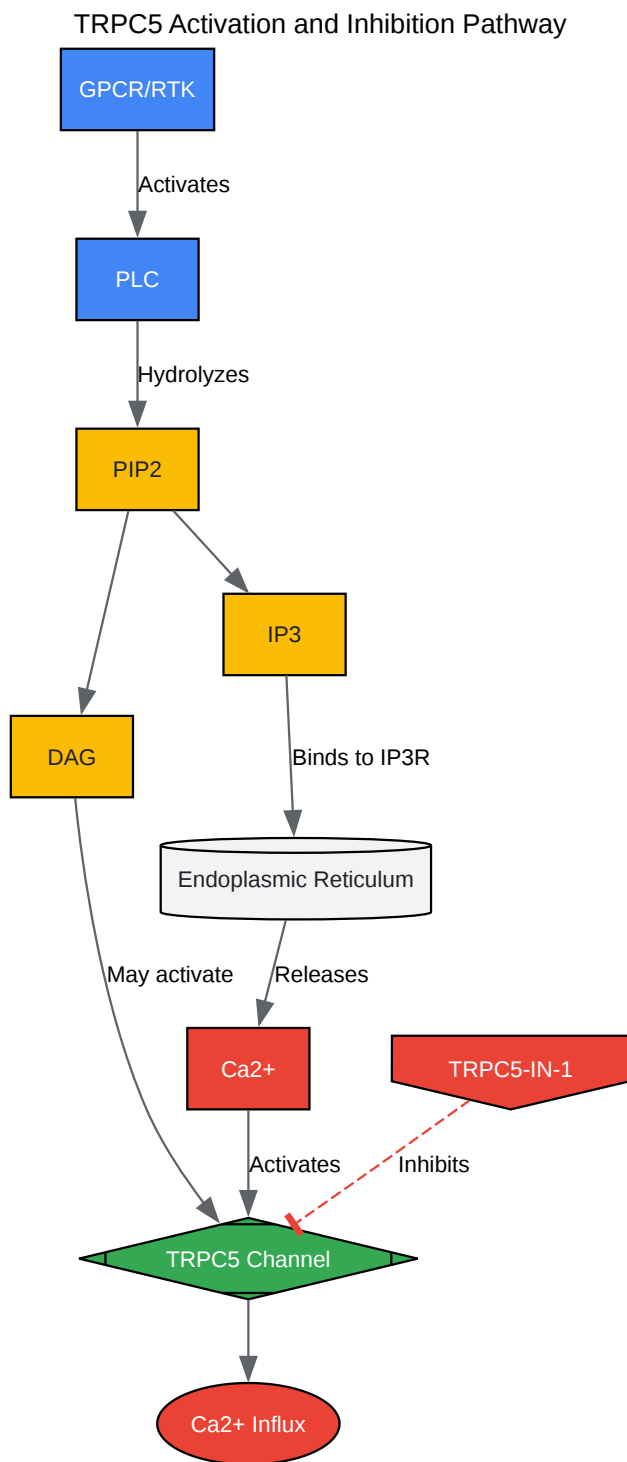 TRPC5 Activation and Inhibition Pathway
GPCR/RTK
Activates
PLC
Hydrolyzes
PIP2
IP3
DAG
Binds to IP3R
Endoplasmic Reticulum
May activate
Releases
Ca2+
TRPC5-IN-1
Activates
Inhibits
TRPC5 Channel
Ca2+ Influx